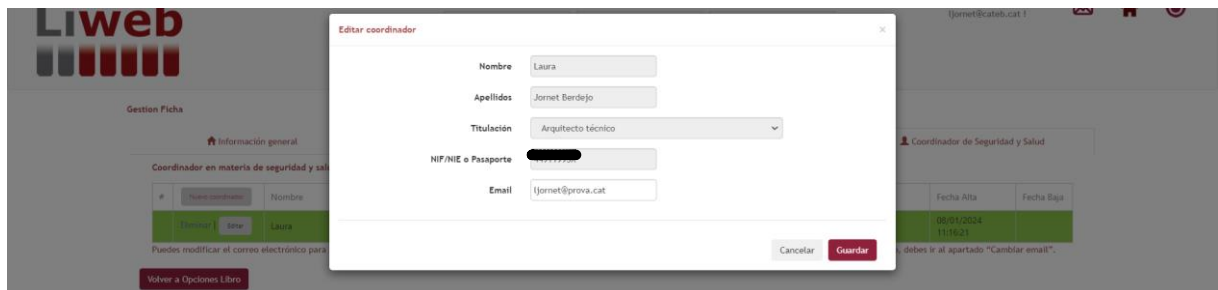 Liweb
ljornet@cateb.cat !
Editar coordinador
×
Nombre
Laura
Apellidos
Jornet Berdejo
Titulación
Arquitecto técnico
NIF/NIE o Pasaporte
Email
ljornet@prova.cat
Cancelar
Guardar
Gestion Ficha
Información general
Coordinador de Seguridad y Salud
Coordinador en materia de seguridad y
#
Nuevo coordinador
Nombre
Fecha Alta
Fecha Baja
Eliminar |
Editar
Laura
08/01/2024
11:16:21
Puedes modificar el correo electrónico para
, debes ir al apartado "Cambiar email".
Volver a Opciones Libro